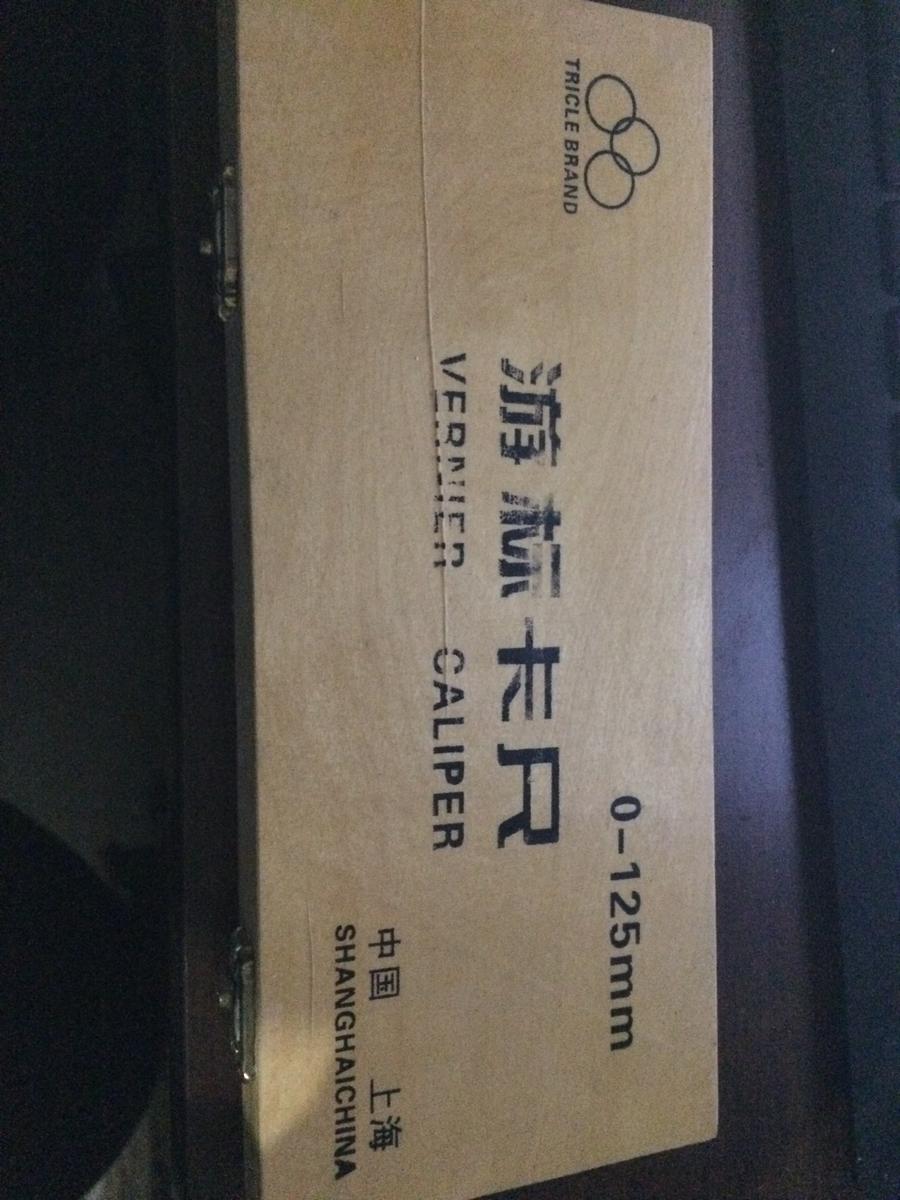 TRICLE BRAND
0-125mm
游标卡尺
VERNIER CALIPER
中国 上海
SHANGHAICHINA